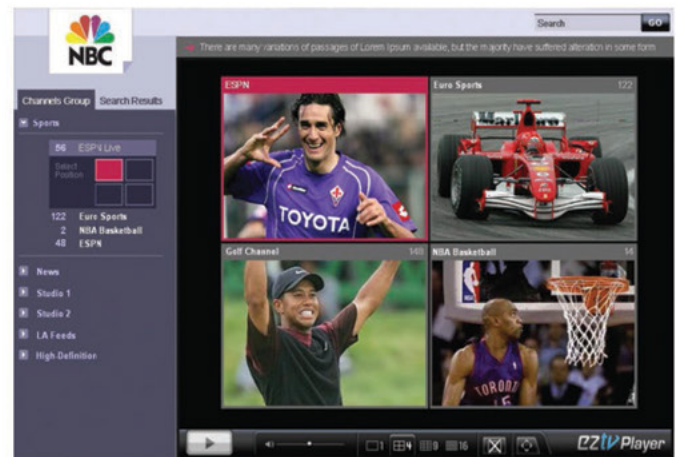 Search GO
NBC
There are many variations of passages of Lorem Ipsum available, but the majority have suffered alteration in some form
Channels Group Search Results
Sports
56 ESPN Live
Select
Position
122 Euro Sports
2 NBA Basketball
48 ESPN
News
Studio 1
Studio 2
LA Feeds
High-Definition
ESPN
Euro Sports 122
TOYOTA
Golf Channel 148
NBA Basketball 14
NBA
TORONTO
15
1 4 9 16
eztv Player